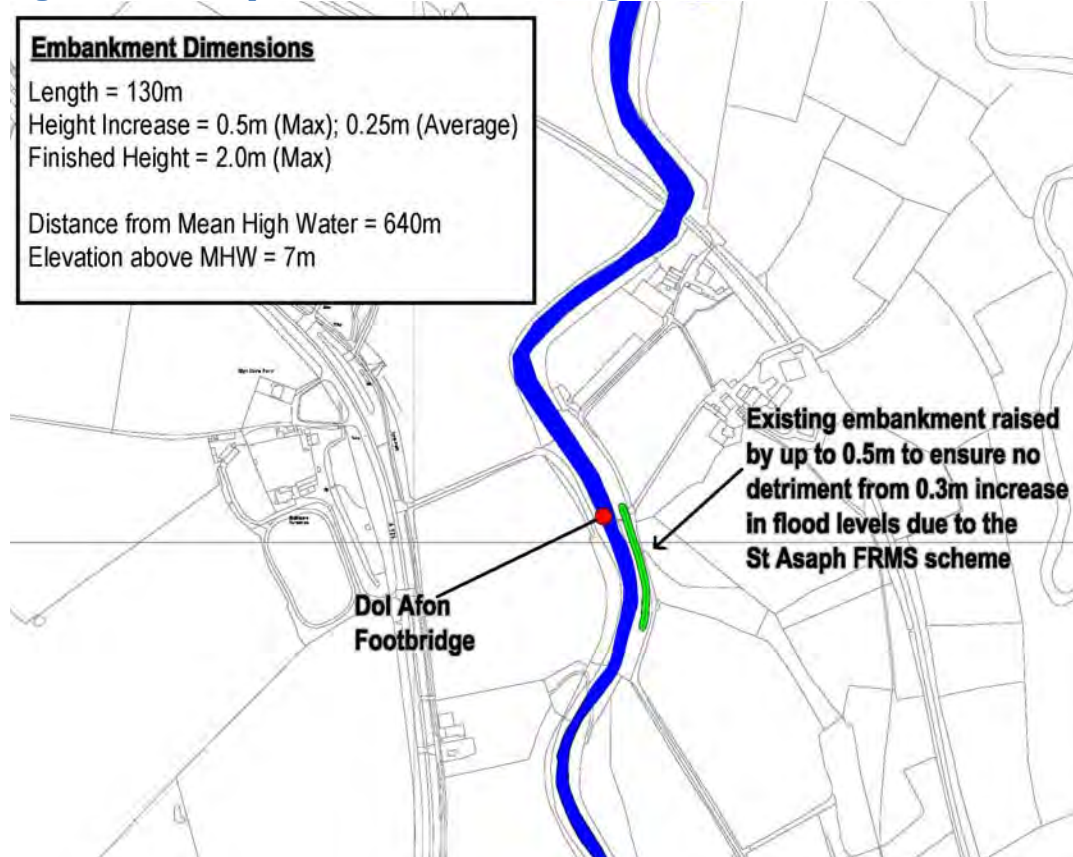 Embankment Dimensions
Length = 130m
Height Increase = 0.5m (Max); 0.25m (Average)
Finished Height = 2.0m (Max)
Distance from Mean High Water = 640m
Elevation above MHW = 7m
Existing embankment raised
by up to 0.5m to ensure no
detriment from 0.3m increase
in flood levels due to the
St Asaph FRMS scheme
Dol Afon
Footbridge